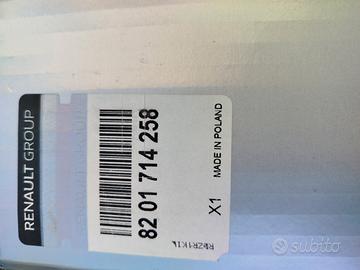 RENAULT GROUP
82 01 714 258
X1
MADE IN POLAND
subito